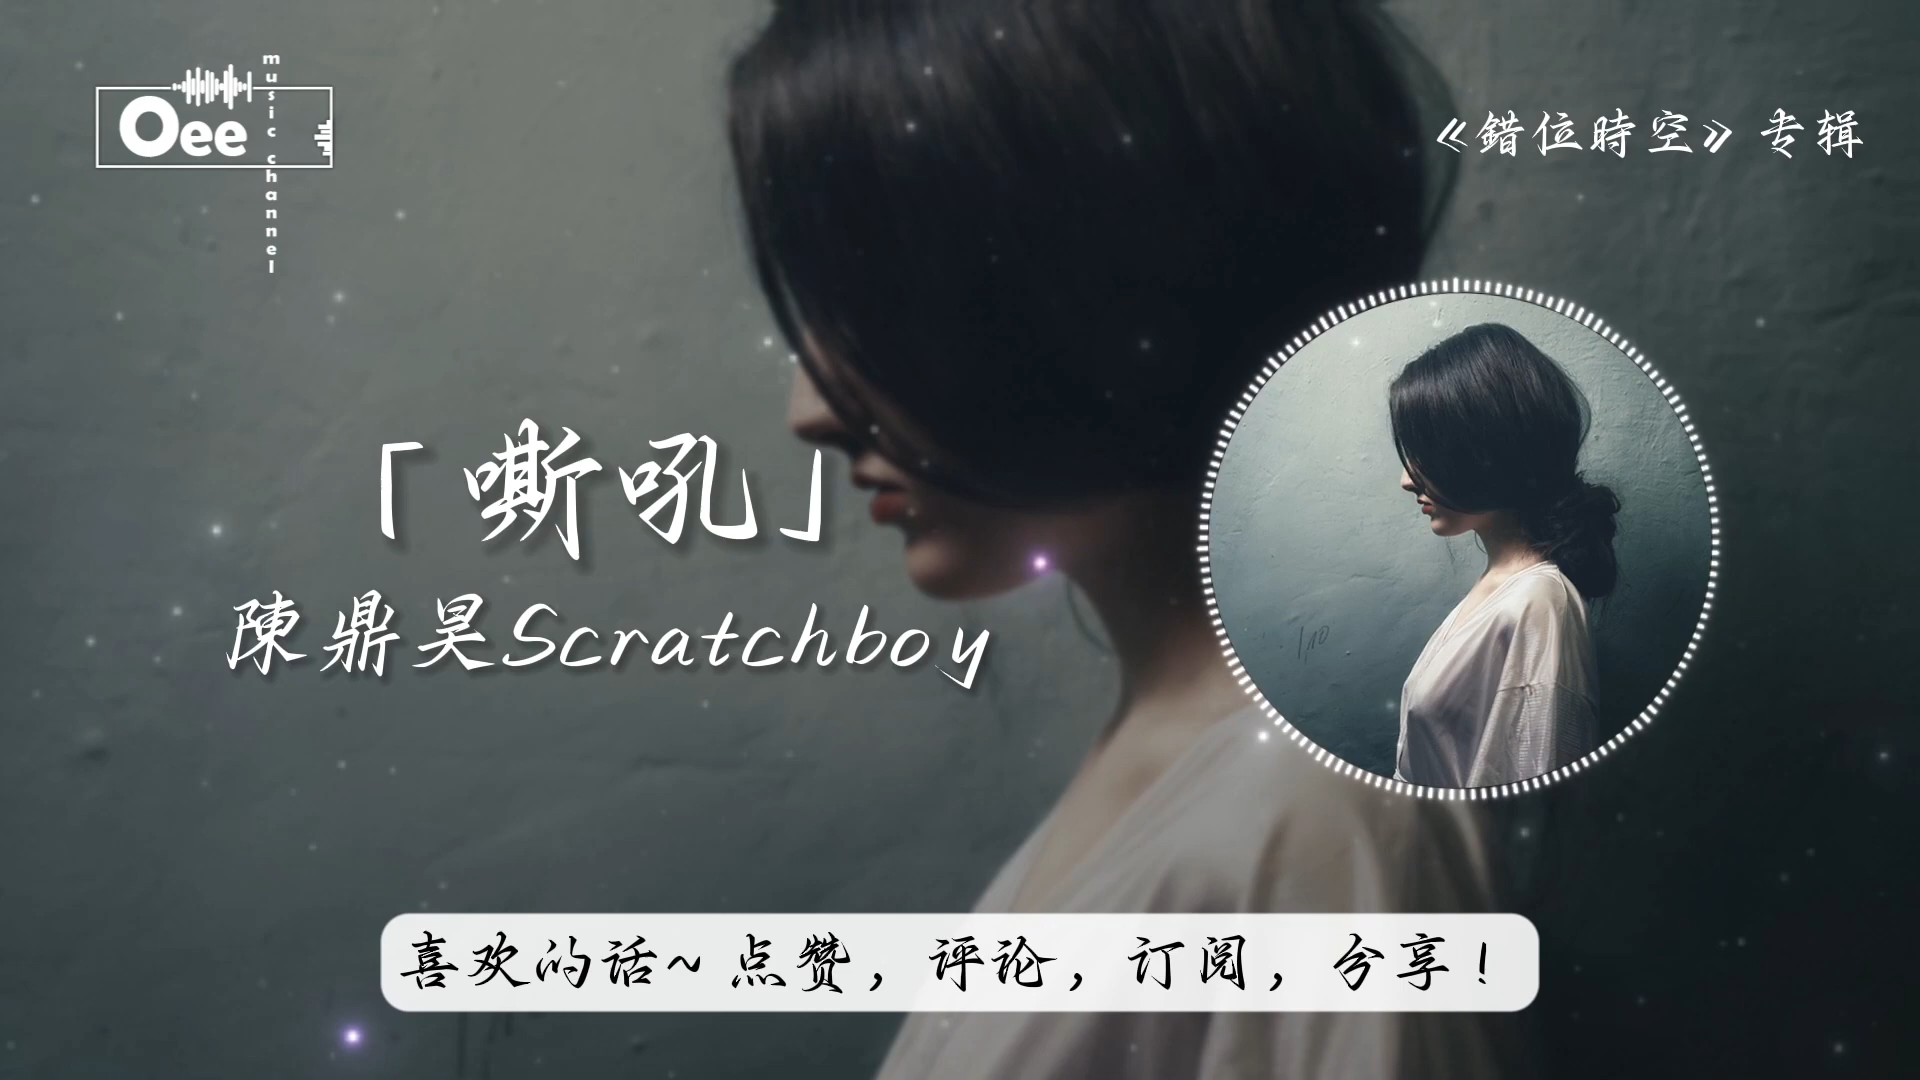 Oee
music channel
《錯位時空》 专辑
「嘶吼」
陳鼎昊Scratchboy
喜欢的话~ 点赞，评论，订阅，分享！